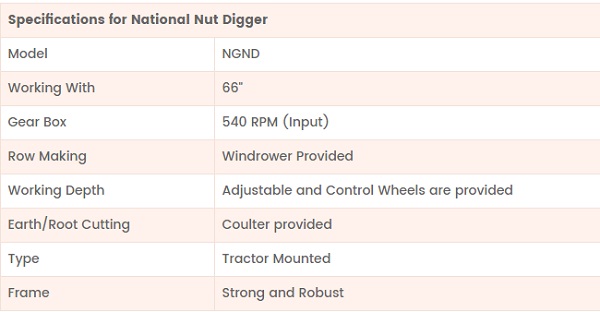 Specifications for National Nut Digger
Model NGND
Working With 66"
Gear Box 540 RPM (Input)
Row Making Windrower Provided
Working Depth Adjustable and Control Wheels are provided
Earth/Root Cutting Coulter provided
Type Tractor Mounted
Frame Strong and Robust